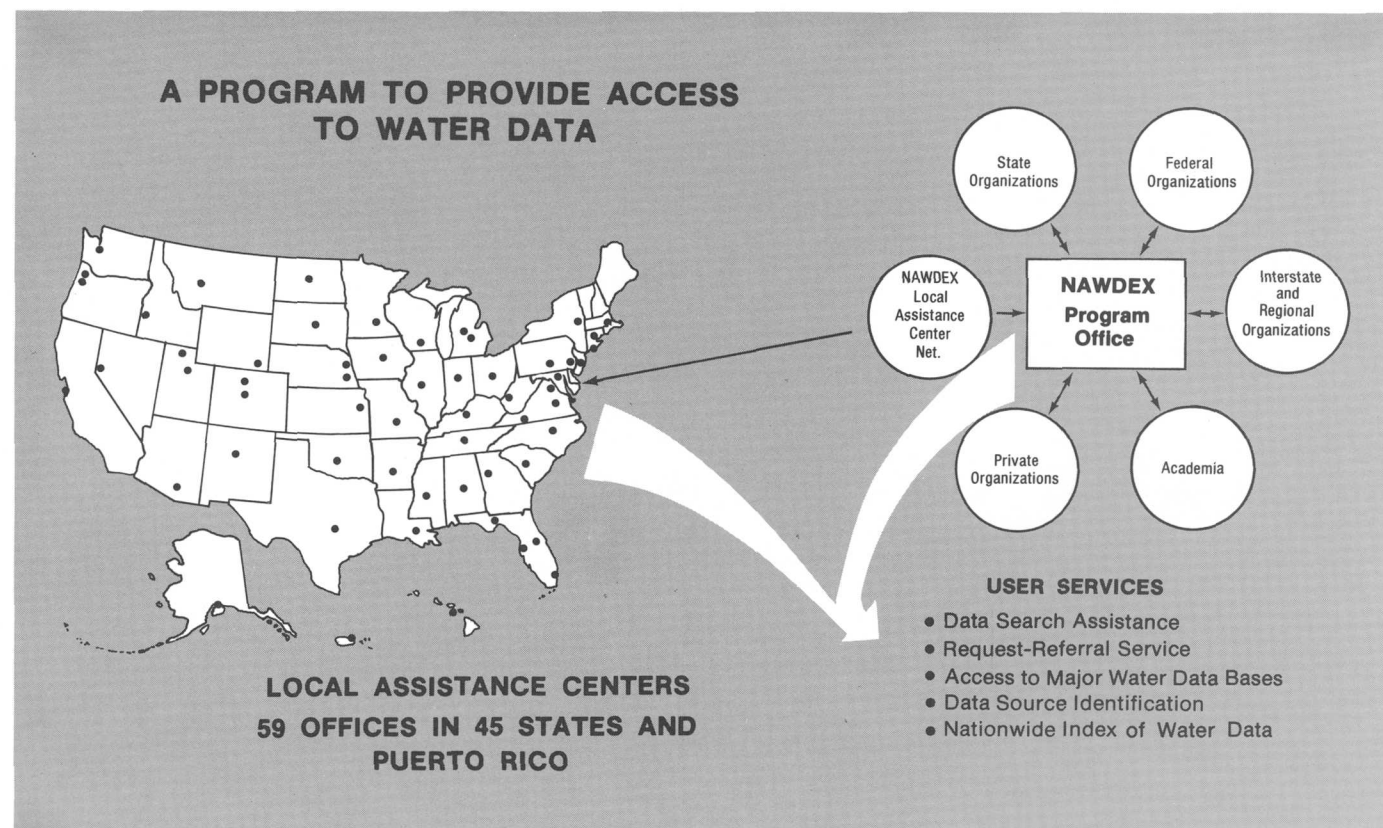 A PROGRAM TO PROVIDE ACCESS
TO WATER DATA
State
Organizations
Federal
Organizations
NAWDEX
Local
Assistance
Center
Net.
NAWDEX
Program
Office
Interstate
and
Regional
Organizations
Private
Organizations
Academia
LOCAL ASSISTANCE CENTERS
59 OFFICES IN 45 STATES AND
PUERTO RICO
USER SERVICES
• Data Search Assistance
• Request-Referral Service
• Access to Major Water Data Bases
• Data Source Identification
• Nationwide Index of Water Data